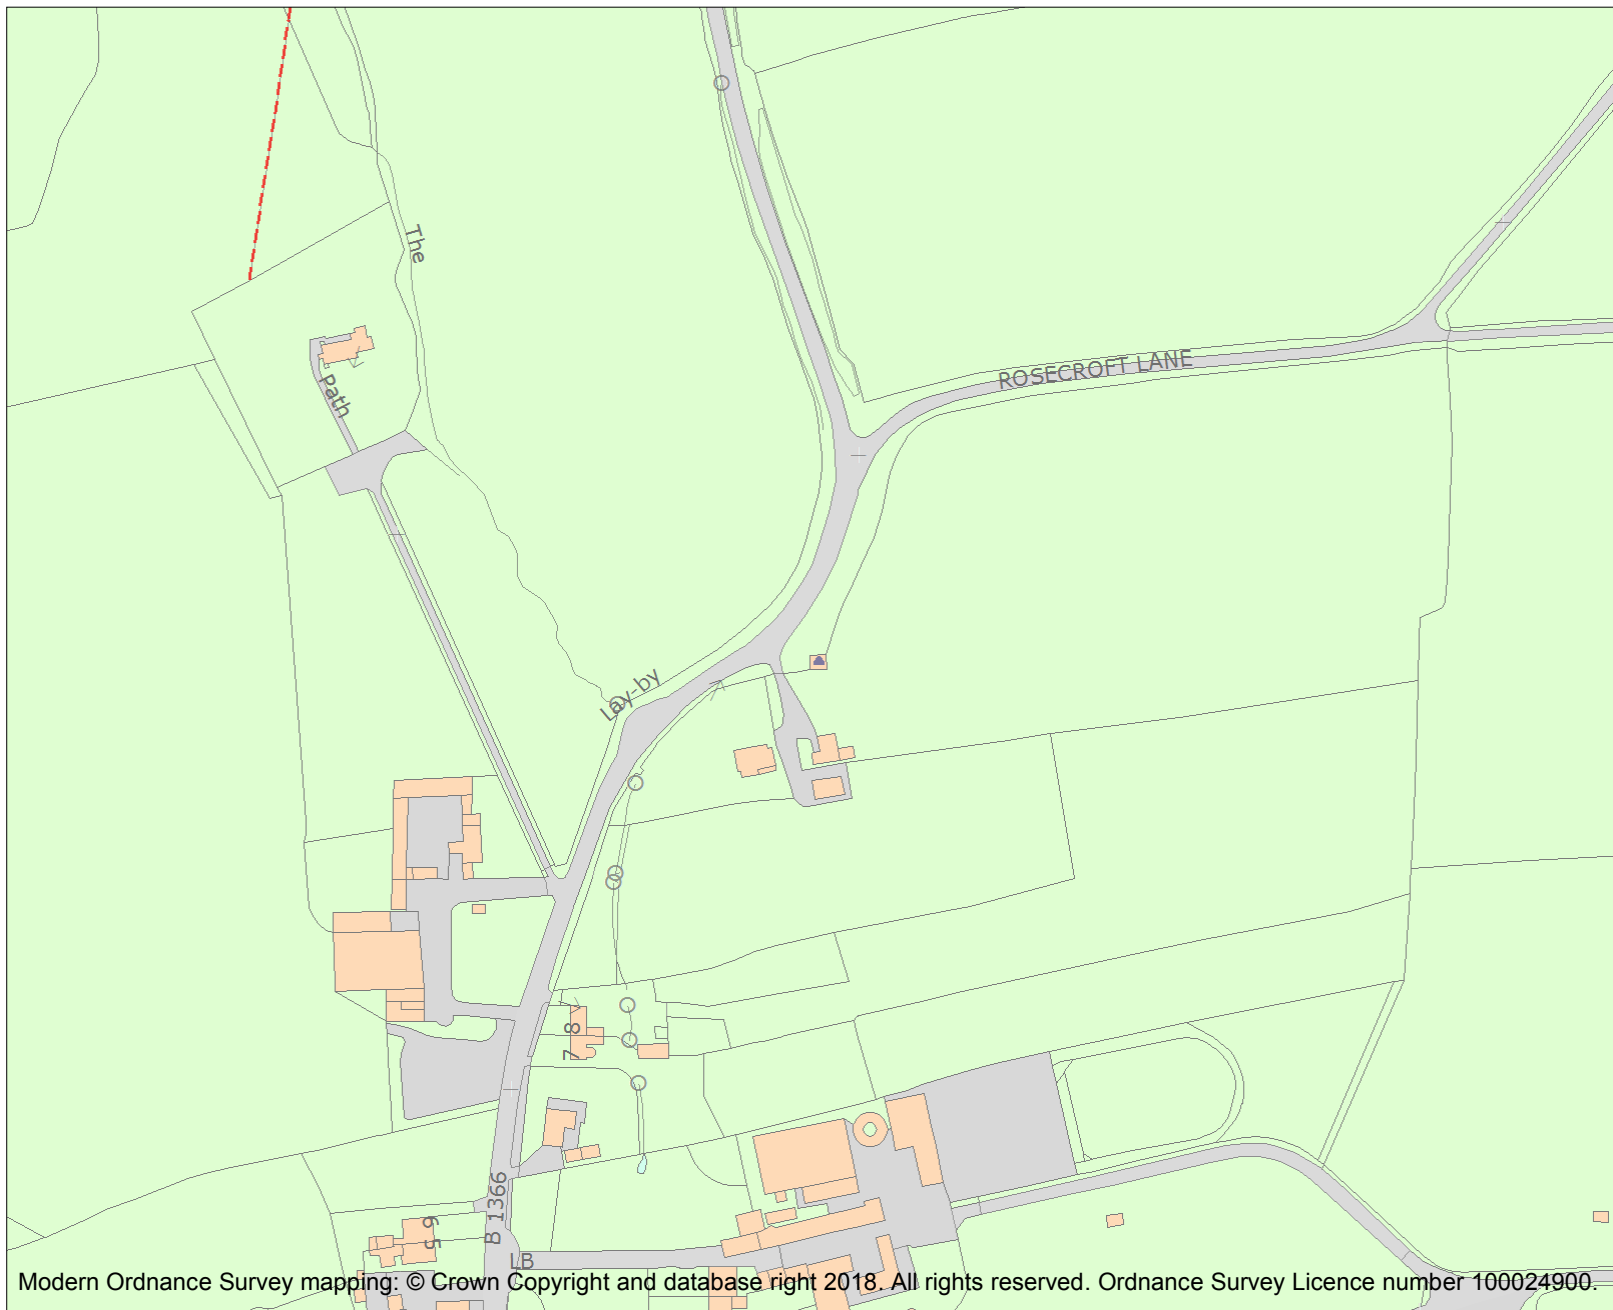 The
Path
ROSECROFT LANE
Lay-by
8
7
B 1366
6
5
LB
Modern Ordnance Survey mapping: © Crown Copyright and database right 2018. All rights reserved. Ordnance Survey Licence number 100024900.